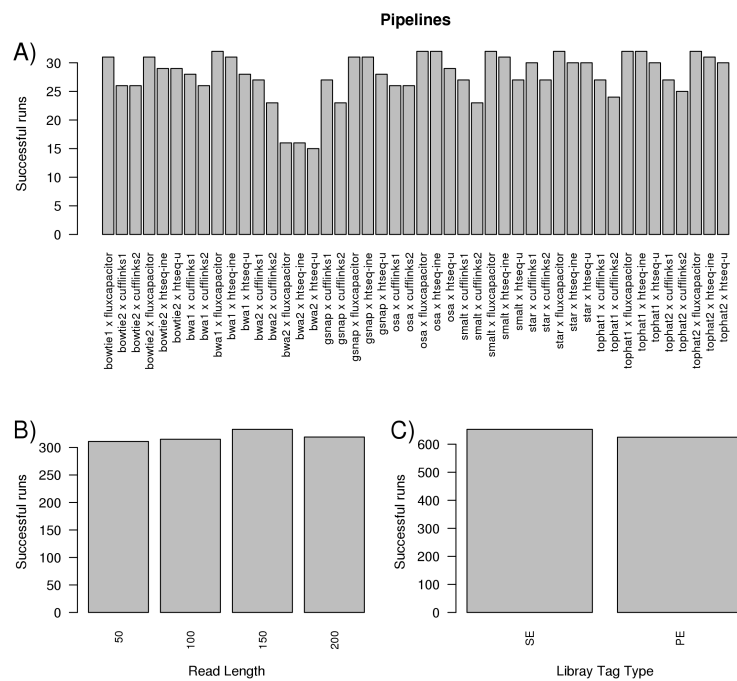 Pipelines
A)
Successful runs
30
25
20
15
10
5
0
bowtie1 x fluxcapacitor
bowtie2 x cufflinks1
bowtie2 x cufflinks2
bowtie2 x fluxcapacitor
bowtie2 x htseq-ine
bowtie2 x htseq-u
bwa1 x cufflinks1
bwa1 x cufflinks2
bwa1 x fluxcapacitor
bwa1 x htseq-ine
bwa1 x htseq-u
bwa2 x cufflinks1
bwa2 x cufflinks2
bwa2 x fluxcapacitor
bwa2 x htseq-ine
bwa2 x htseq-u
gsnap x cufflinks1
gsnap x cufflinks2
gsnap x fluxcapacitor
gsnap x htseq-ine
gsnap x htseq-u
osa x cufflinks1
osa x cufflinks2
osa x fluxcapacitor
osa x htseq-ine
osa x htseq-u
smalt x cufflinks1
smalt x cufflinks2
smalt x fluxcapacitor
smalt x htseq-ine
smalt x htseq-u
star x cufflinks1
star x cufflinks2
star x fluxcapacitor
star x htseq-ine
star x htseq-u
tophat1 x cufflinks1
tophat1 x cufflinks2
tophat1 x fluxcapacitor
tophat1 x htseq-ine
tophat1 x htseq-u
tophat2 x cufflinks1
tophat2 x cufflinks2
tophat2 x fluxcapacitor
tophat2 x htseq-ine
tophat2 x htseq-u
B)
Successful runs
300
250
200
150
100
50
0
50
100
150
200
Read Length
C)
Successful runs
600
500
400
300
200
100
0
SE
PE
Libray Tag Type